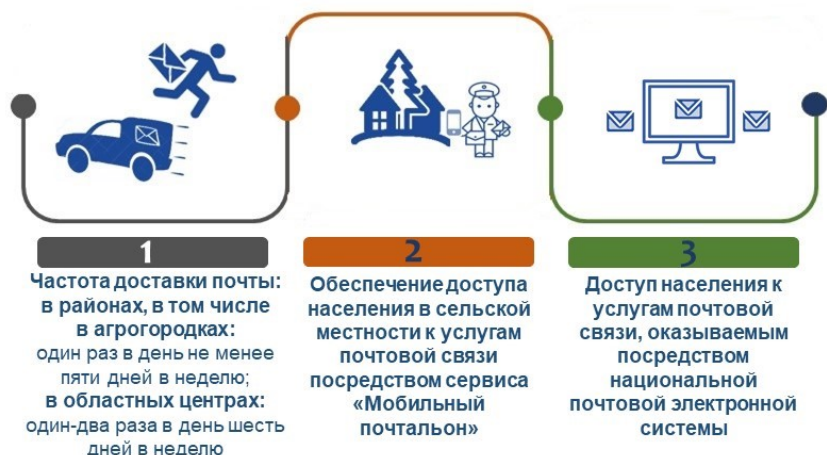 1
Частота доставки почты:
в районах, в том числе
в агрогородках:
один раз в день не менее
пяти дней в неделю;
в областных центрах:
один-два раза в день шесть
дней в неделю
2
Обеспечение доступа
населения в сельской
местности к услугам
почтовой связи
посредством сервиса
«Мобильный
почтальон»
3
Доступ населения к
услугам почтовой
связи, оказываемым
посредством
национальной
почтовой электронной
системы